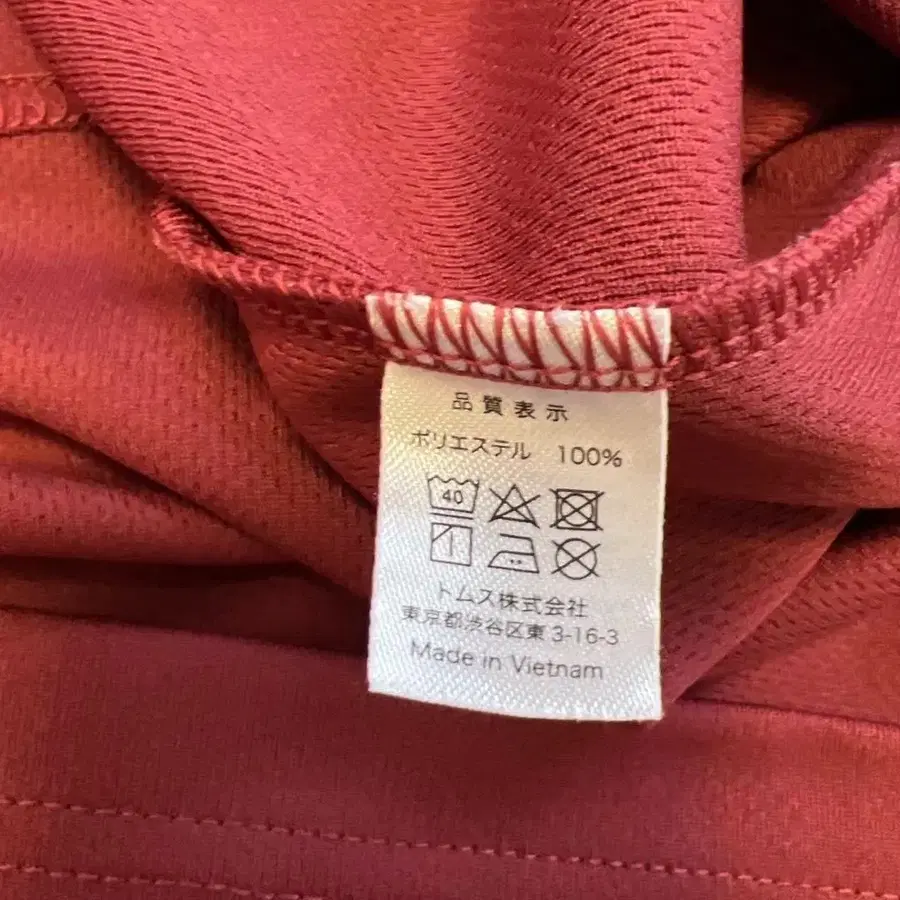 品質表示
ポリエステル 100%
40
トムス株式会社
東京都渋谷区東3-16-3
Made in Vietnam